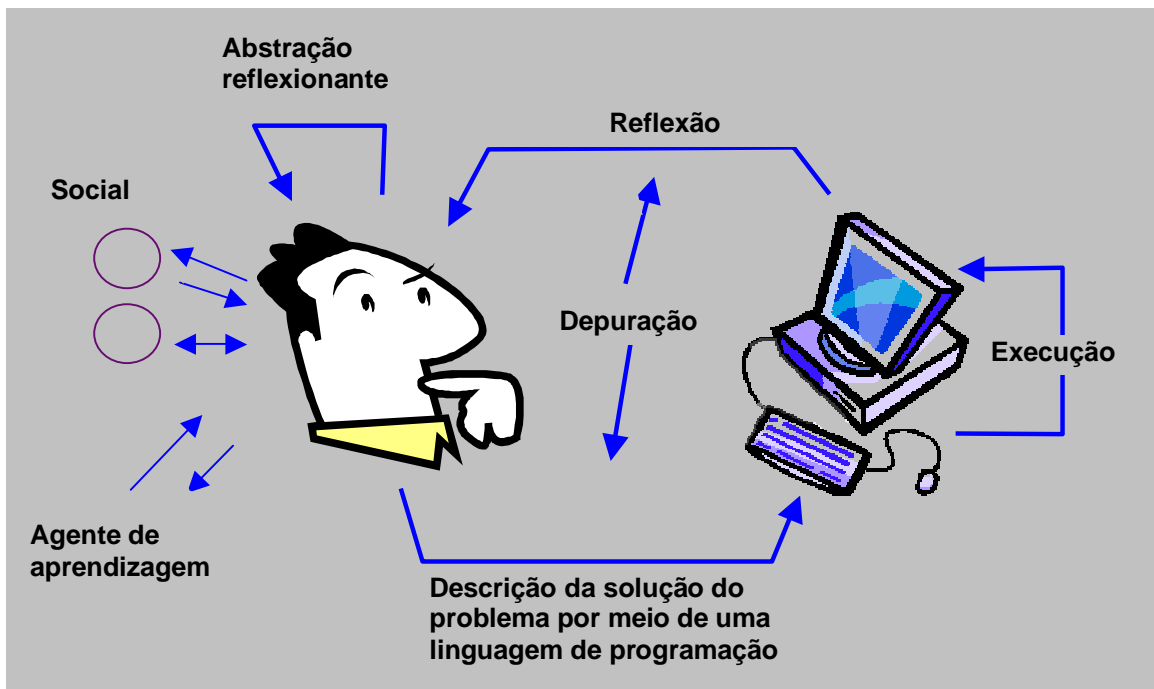 Abstração
reflexionante
Reflexão
Social
Depuração
Execução
Agente de
aprendizagem
Descrição da solução do
problema por meio de uma
linguagem de programação